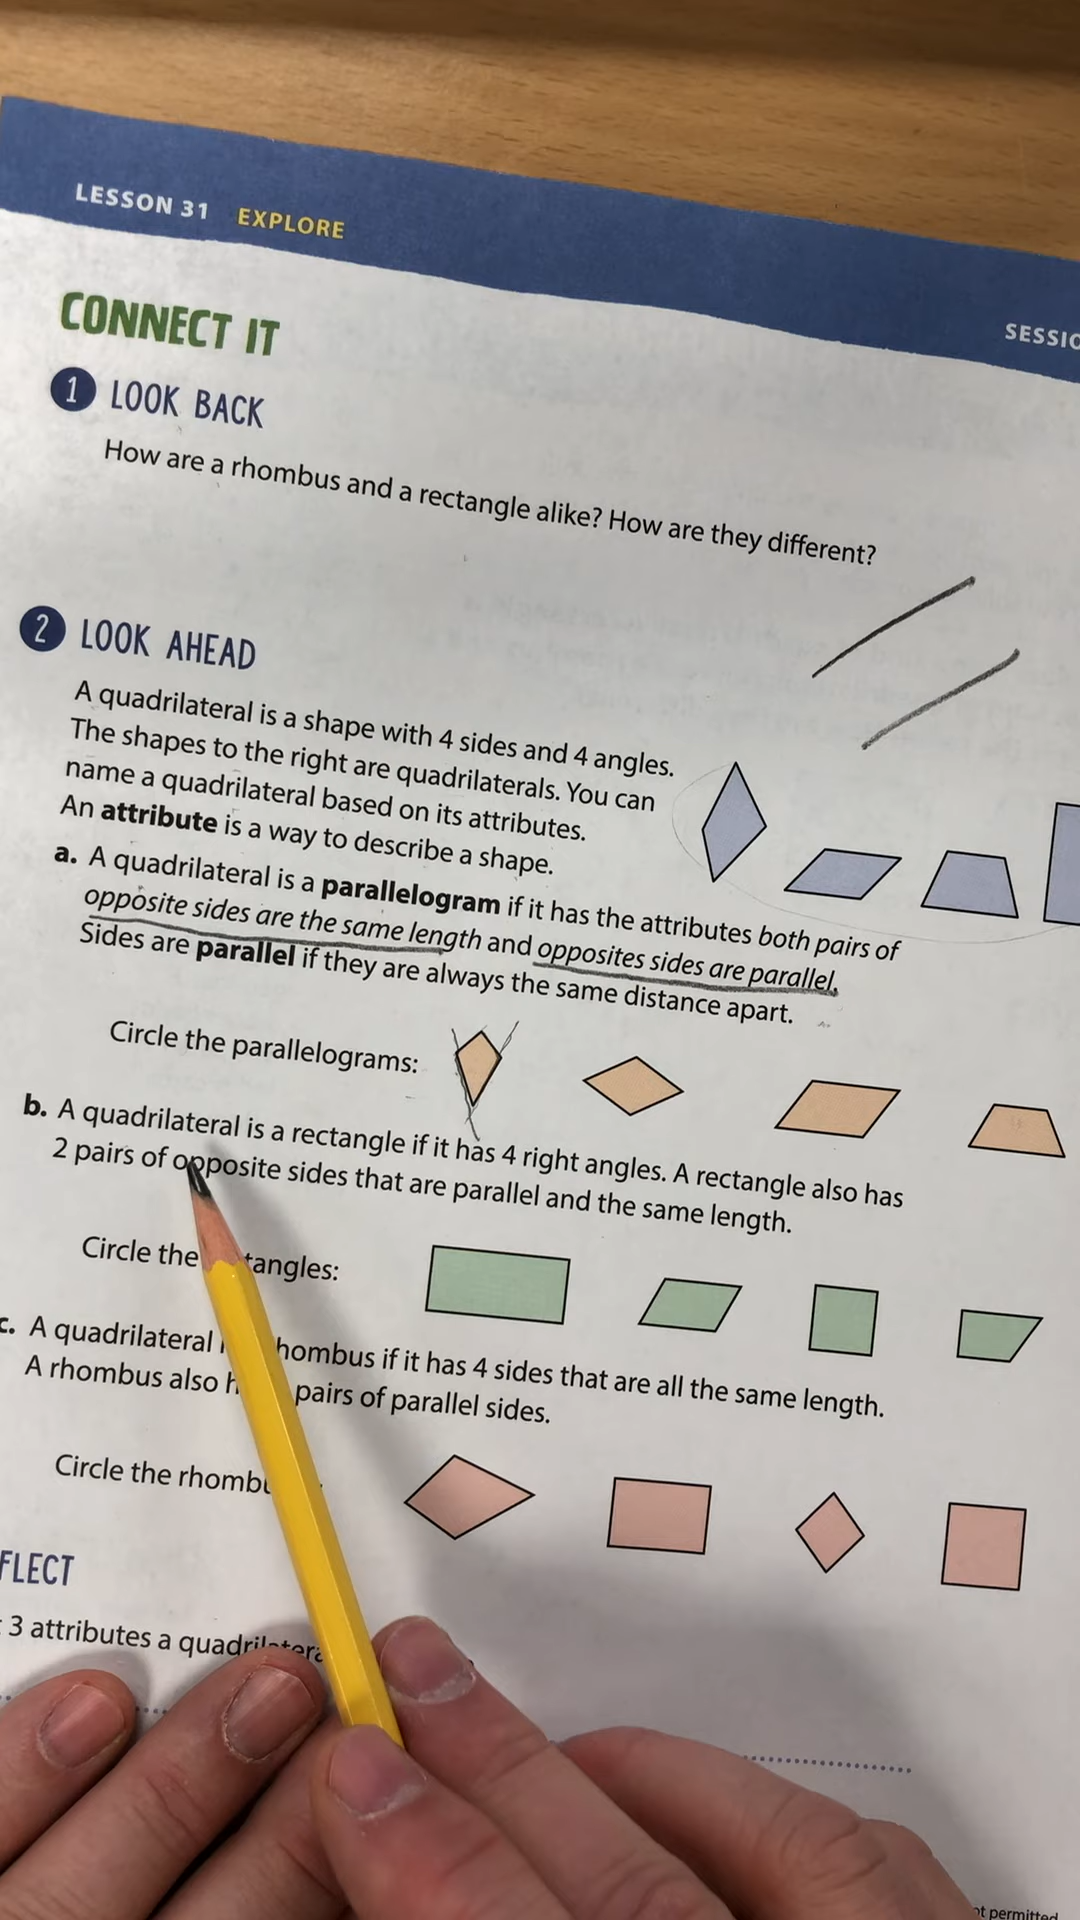 LESSON 31 EXPLORE
CONNECT IT
1 LOOK BACK
How are a rhombus and a rectangle alike? How are they different?
2 LOOK AHEAD
A quadrilateral is a shape with 4 sides and 4 angles.
The shapes to the right are quadrilaterals. You can
name a quadrilateral based on its attributes.
An attribute is a way to describe a shape.
a. A quadrilateral is a parallelogram if it has the attributes both pairs of
opposite sides are the same length and opposites sides are parallel.
Sides are parallel if they are always the same distance apart.
Circle the parallelograms:
b. A quadrilateral is a rectangle if it has 4 right angles. A rectangle also has
2 pairs of opposite sides that are parallel and the same length.
Circle the tangles:
c. A quadrilateral hombus if it has 4 sides that are all the same length.
A rhombus also pairs of parallel sides.
Circle the rhomb
FLECT
3 attributes a quadrilatera
permitted